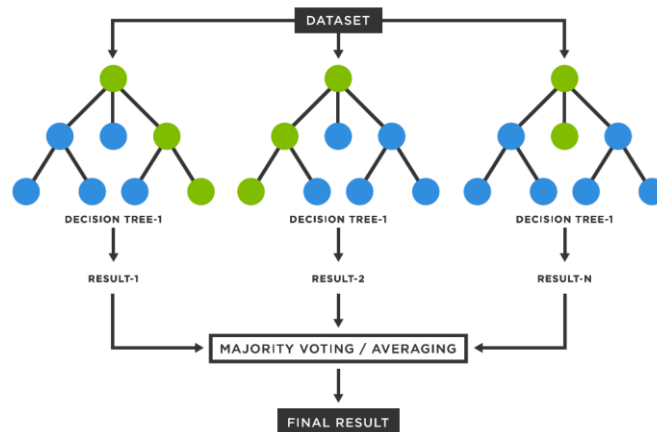 DATASET
DECISION TREE-1
DECISION TREE-1
DECISION TREE-1
RESULT-1
RESULT-2
RESULT-N
MAJORITY VOTING / AVERAGING
FINAL RESULT